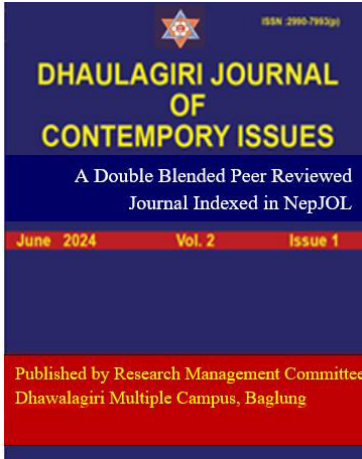 ISSN :2990-7993(p)
DHAULAGIRI JOURNAL
OF
CONTEMPORY ISSUES
A Double Blended Peer Reviewed
Journal Indexed in NepJOL
June 2024 Vol. 2 Issue 1
Published by Research Management Committee
Dhawalagiri Multiple Campus, Baglung